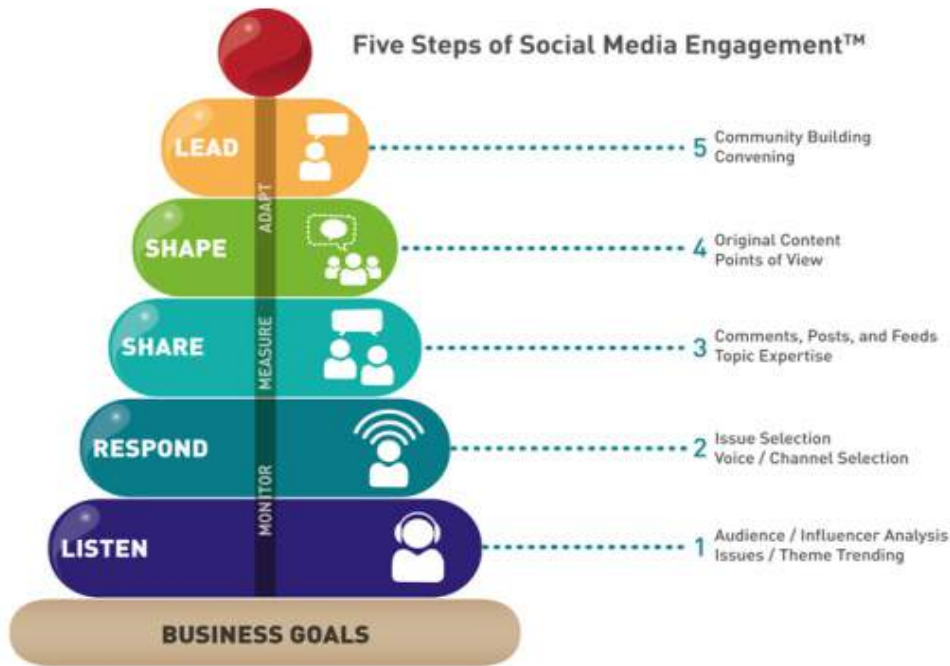 Five Steps of Social Media Engagement™
LEAD
5 Community Building
Convening
ADAPT
SHAPE
4 Original Content
Points of View
SHARE
MEASURE
3 Comments, Posts, and Feeds
Topic Expertise
RESPOND
2 Issue Selection
Voice / Channel Selection
MONITOR
LISTEN
1 Audience / Influencer Analysis
Issues / Theme Trending
BUSINESS GOALS